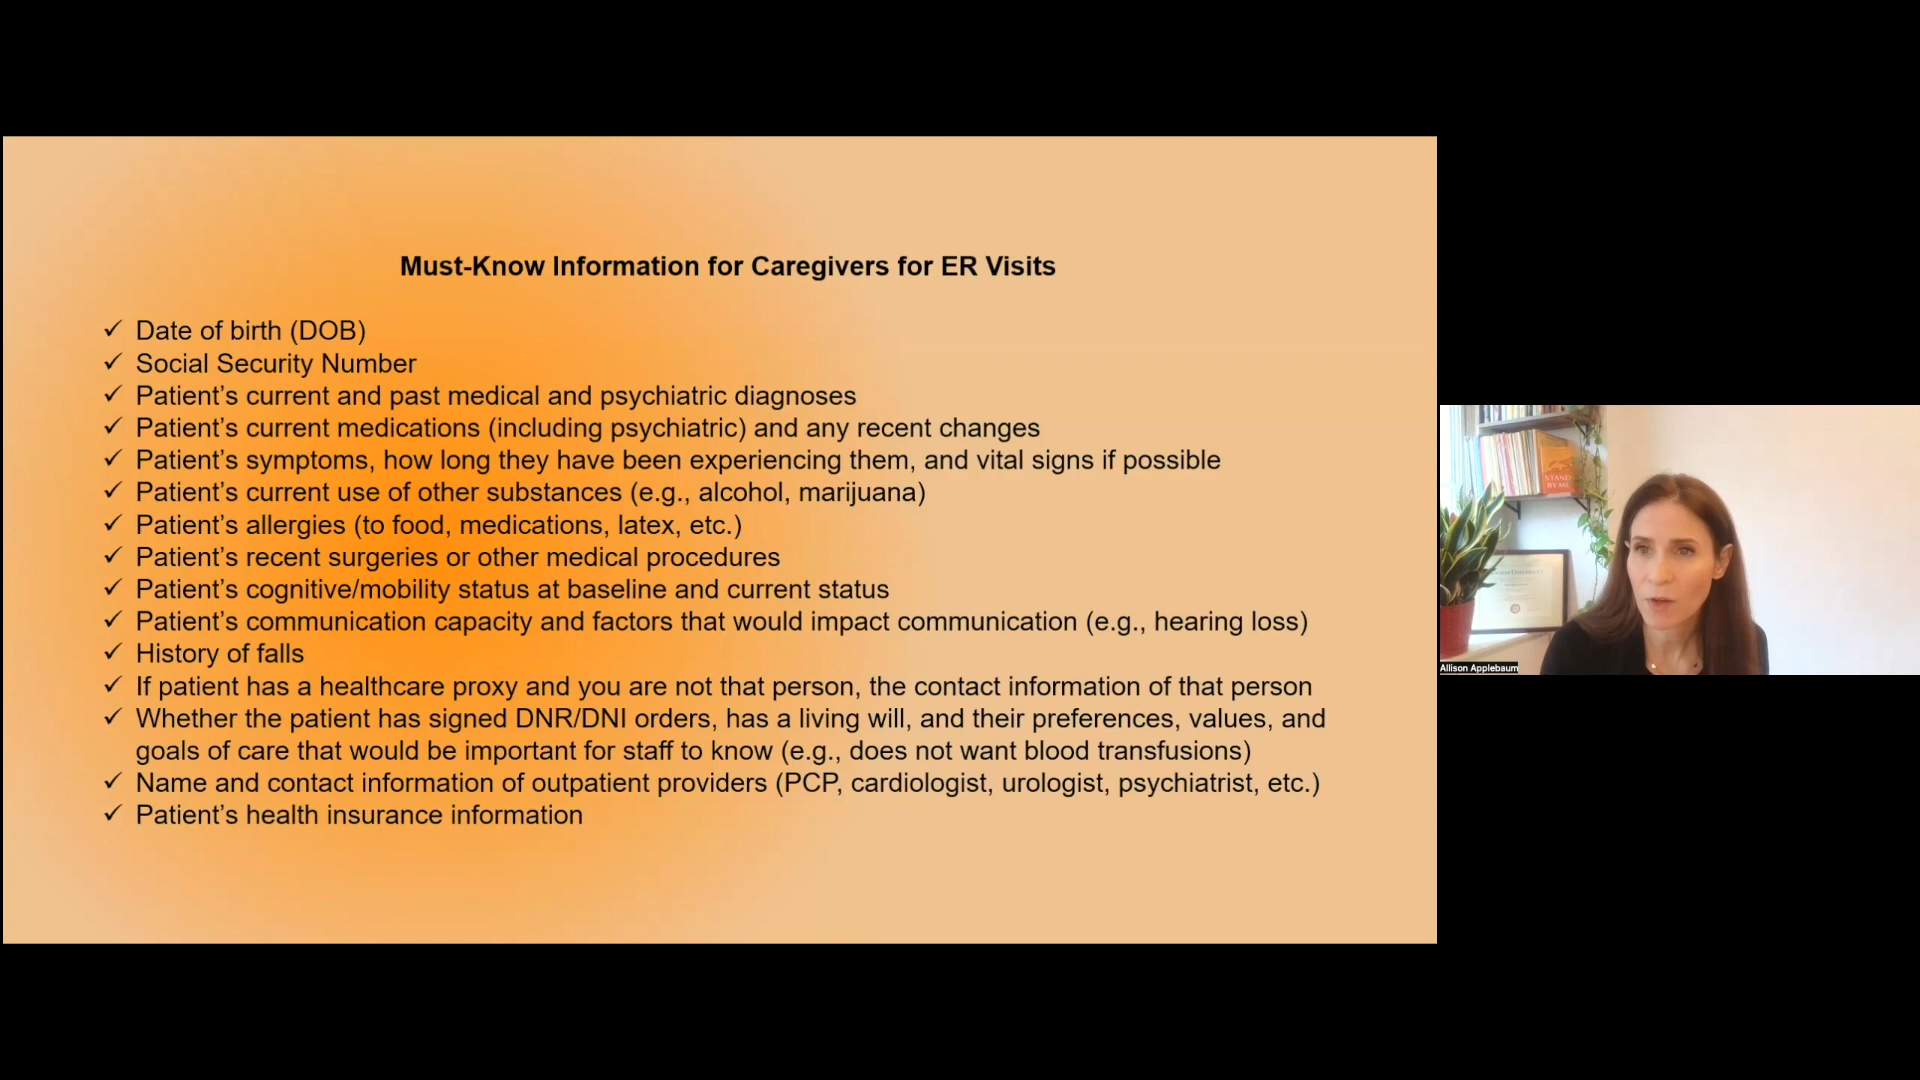 Must-Know Information for Caregivers for ER Visits
✓ Date of birth (DOB)
✓ Social Security Number
✓ Patient’s current and past medical and psychiatric diagnoses
✓ Patient’s current medications (including psychiatric) and any recent changes
✓ Patient’s symptoms, how long they have been experiencing them, and vital signs if possible
✓ Patient’s current use of other substances (e.g., alcohol, marijuana)
✓ Patient’s allergies (to food, medications, latex, etc.)
✓ Patient’s recent surgeries or other medical procedures
✓ Patient’s cognitive/mobility status at baseline and current status
✓ Patient’s communication capacity and factors that would impact communication (e.g., hearing loss)
✓ History of falls
✓ If patient has a healthcare proxy and you are not that person, the contact information of that person
✓ Whether the patient has signed DNR/DNI orders, has a living will, and their preferences, values, and
goals of care that would be important for staff to know (e.g., does not want blood transfusions)
✓ Name and contact information of outpatient providers (PCP, cardiologist, urologist, psychiatrist, etc.)
✓ Patient’s health insurance information
STAND
BY ME
Allison Applebaum